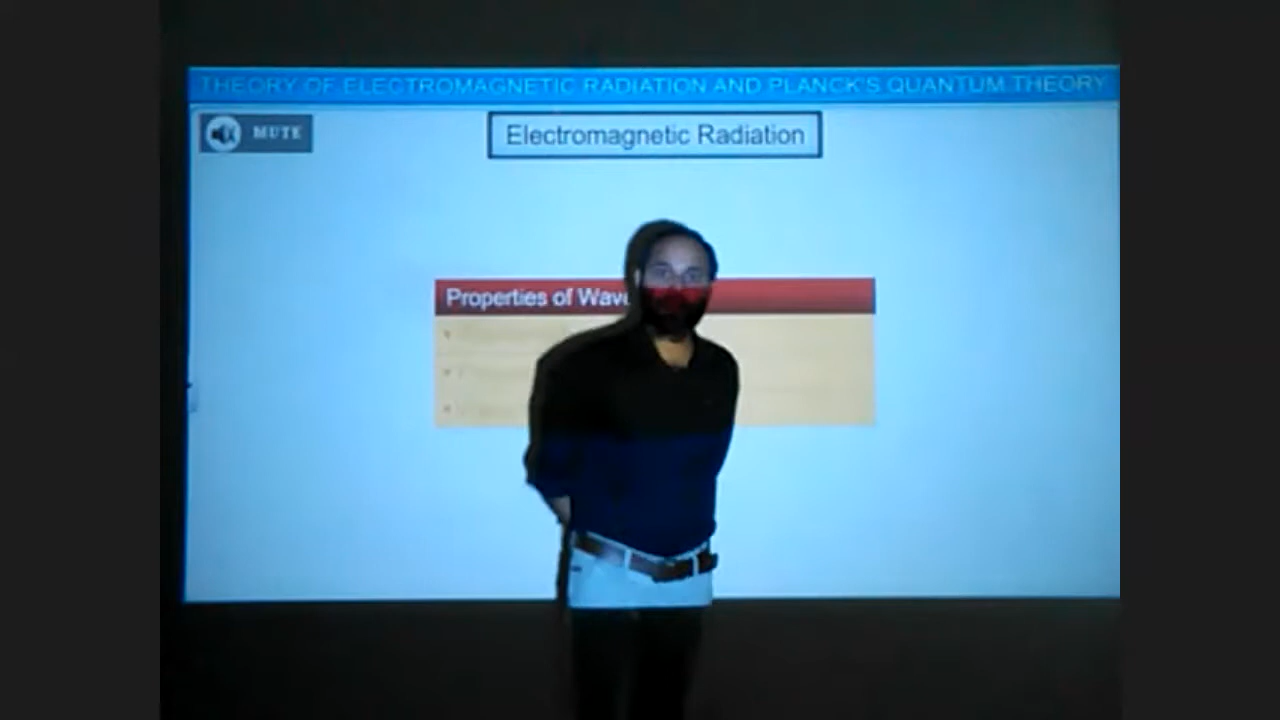 THEORY OF ELECTROMAGNETIC RADIATION AND PLANCK'S QUANTUM THEORY
MUTE
Electromagnetic Radiation
Properties of Wave